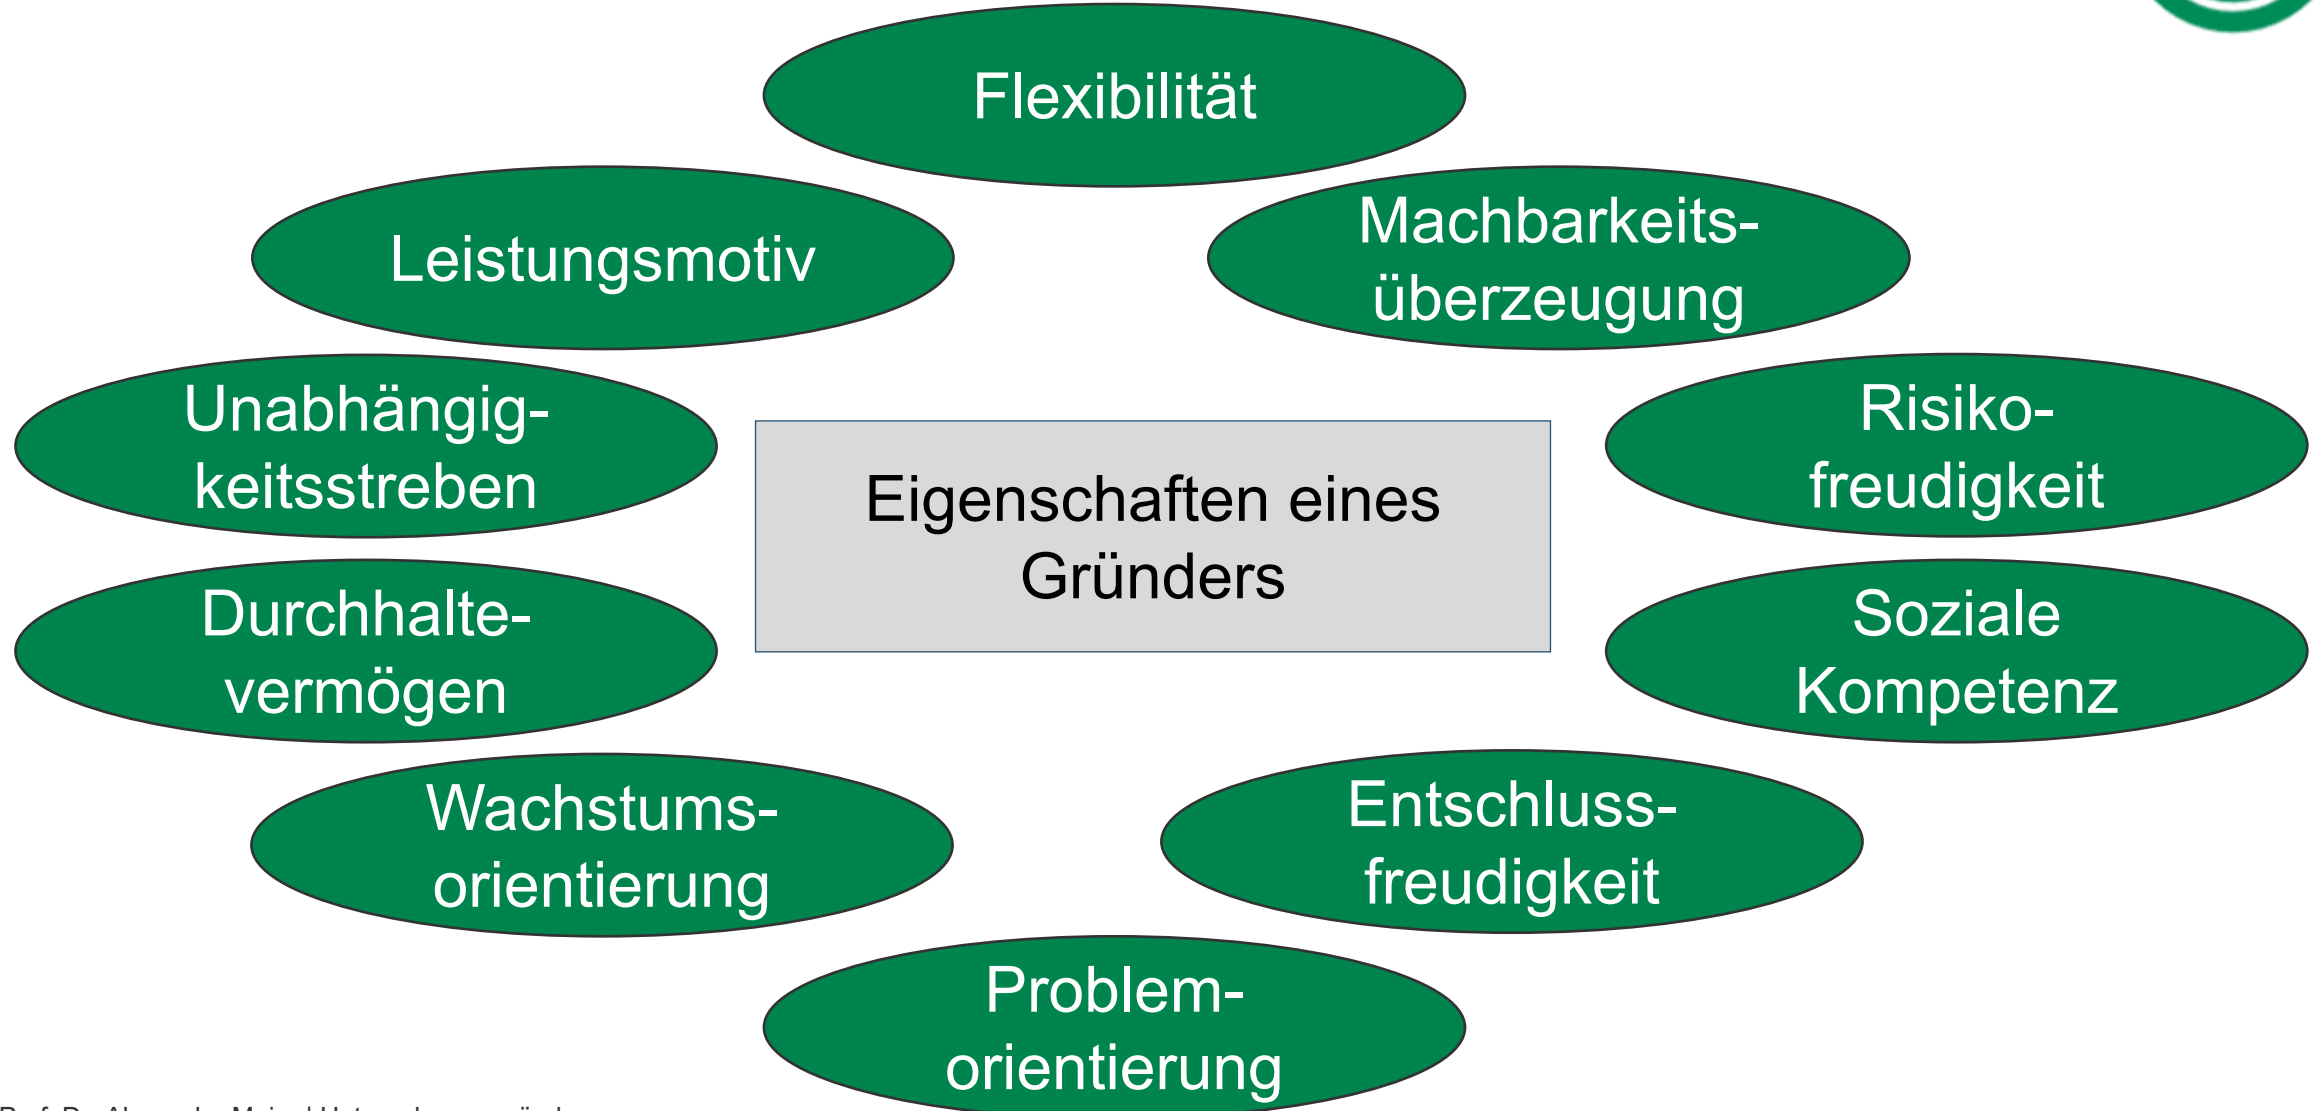 Flexibilität
Leistungsmotiv
Machbarkeits-
überzeugung
Unabhängig-
keitsstreben
Risiko-
freudigkeit
Eigenschaften eines
Gründers
Durchhalte-
vermögen
Soziale
Kompetenz
Wachstums-
orientierung
Entschluss-
freudigkeit
Problem-
orientierung